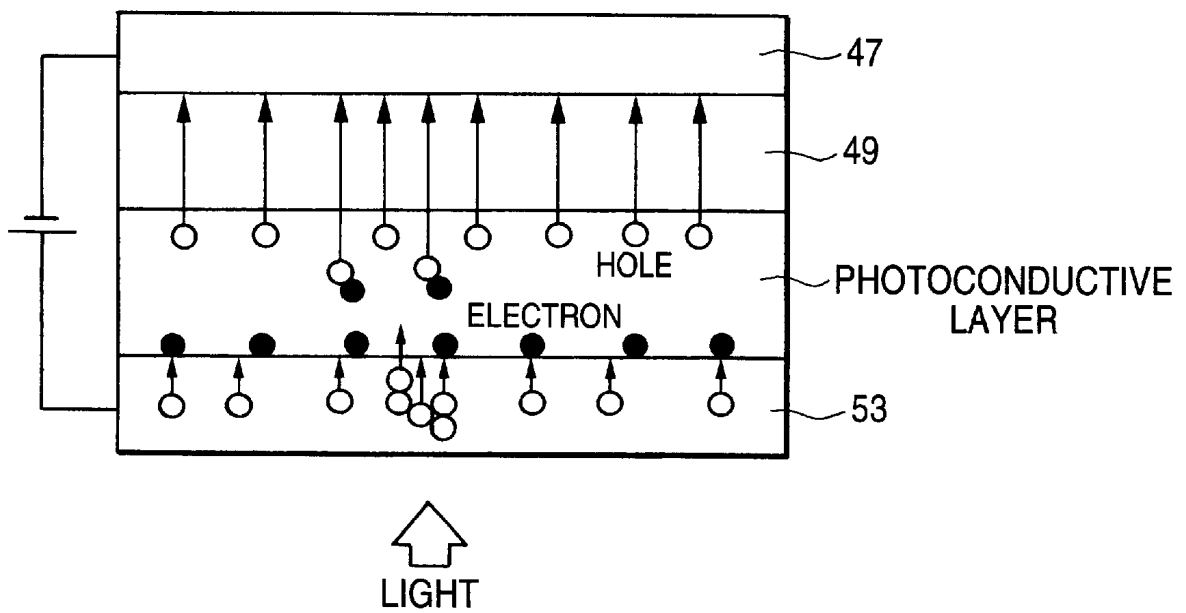 47
49
HOLE
PHOTOCONDUCTIVE
LAYER
ELECTRON
53
LIGHT